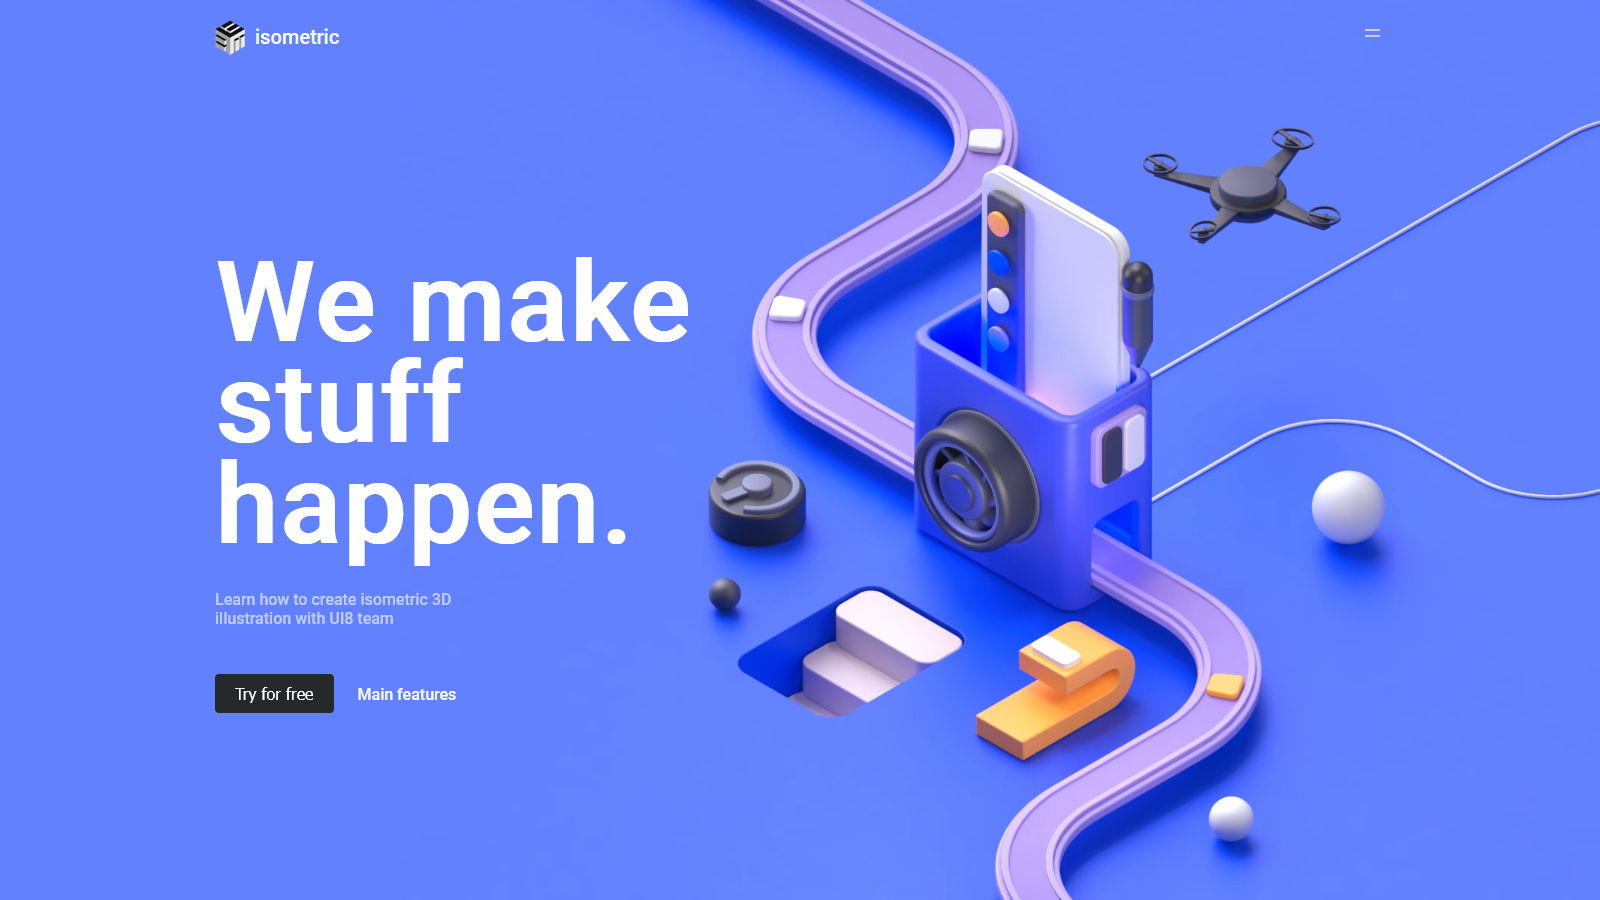 isometric
We make
stuff
happen.
Learn how to create isometric 3D
illustration with UI8 team
Try for free
Main features